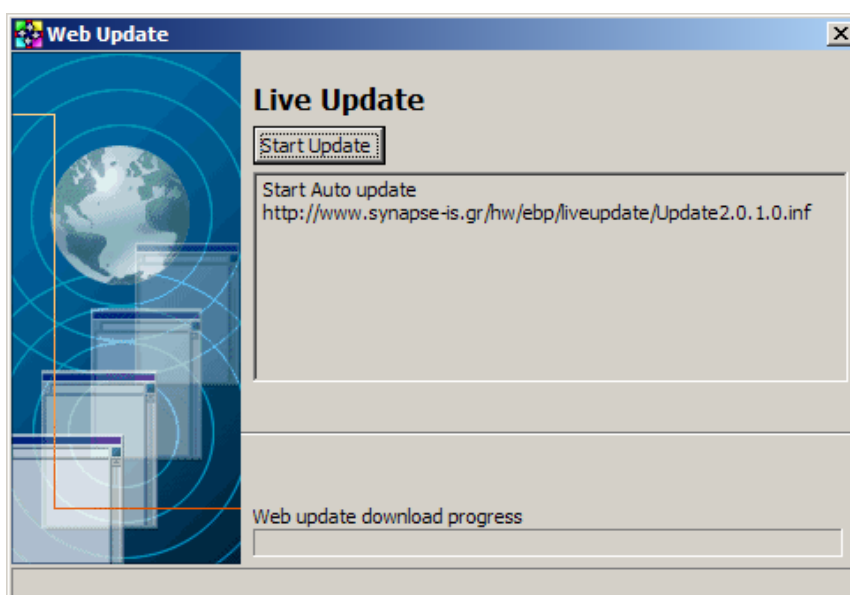 Web Update
Live Update
Start Update
Start Auto update
http://www.synapse-is.gr/hw/ebp/liveupdate/Update2.0.1.0.inf
Web update download progress